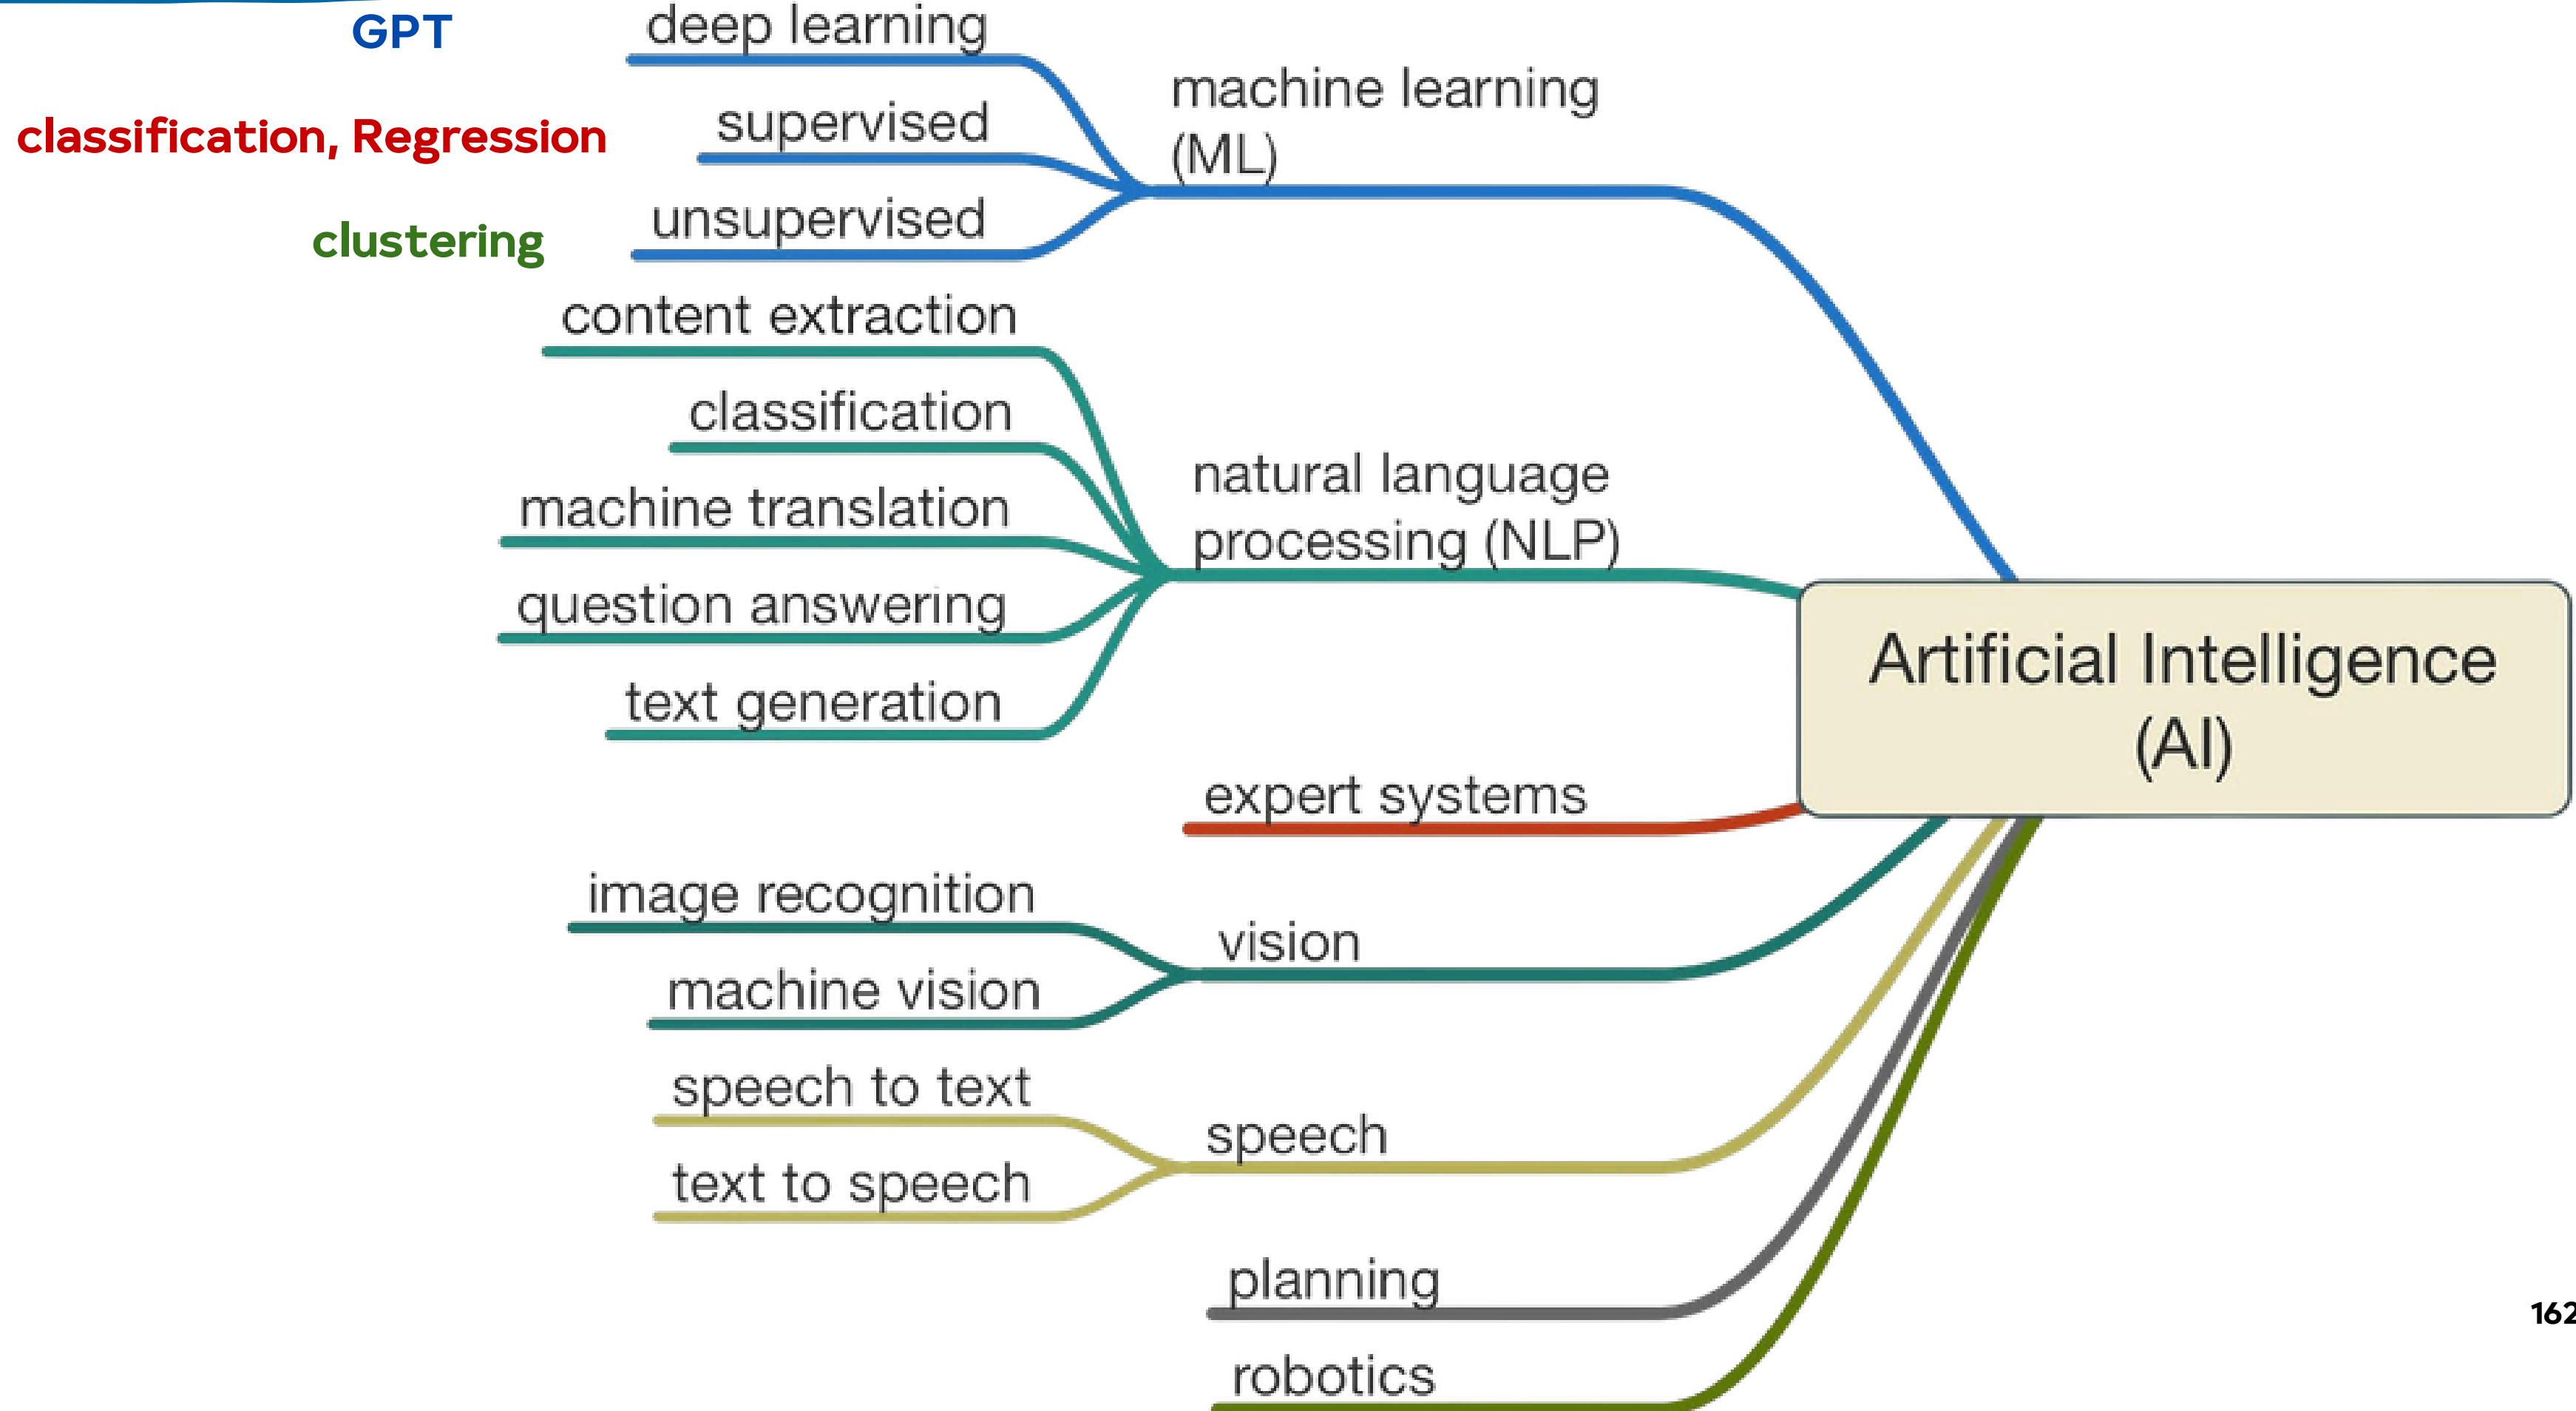 GPT
deep learning
machine learning
(ML)
classification, Regression
supervised
clustering
unsupervised
content extraction
classification
machine translation
question answering
text generation
natural language
processing (NLP)
Artificial Intelligence
(AI)
expert systems
image recognition
machine vision
vision
speech to text
text to speech
speech
planning
robotics
162